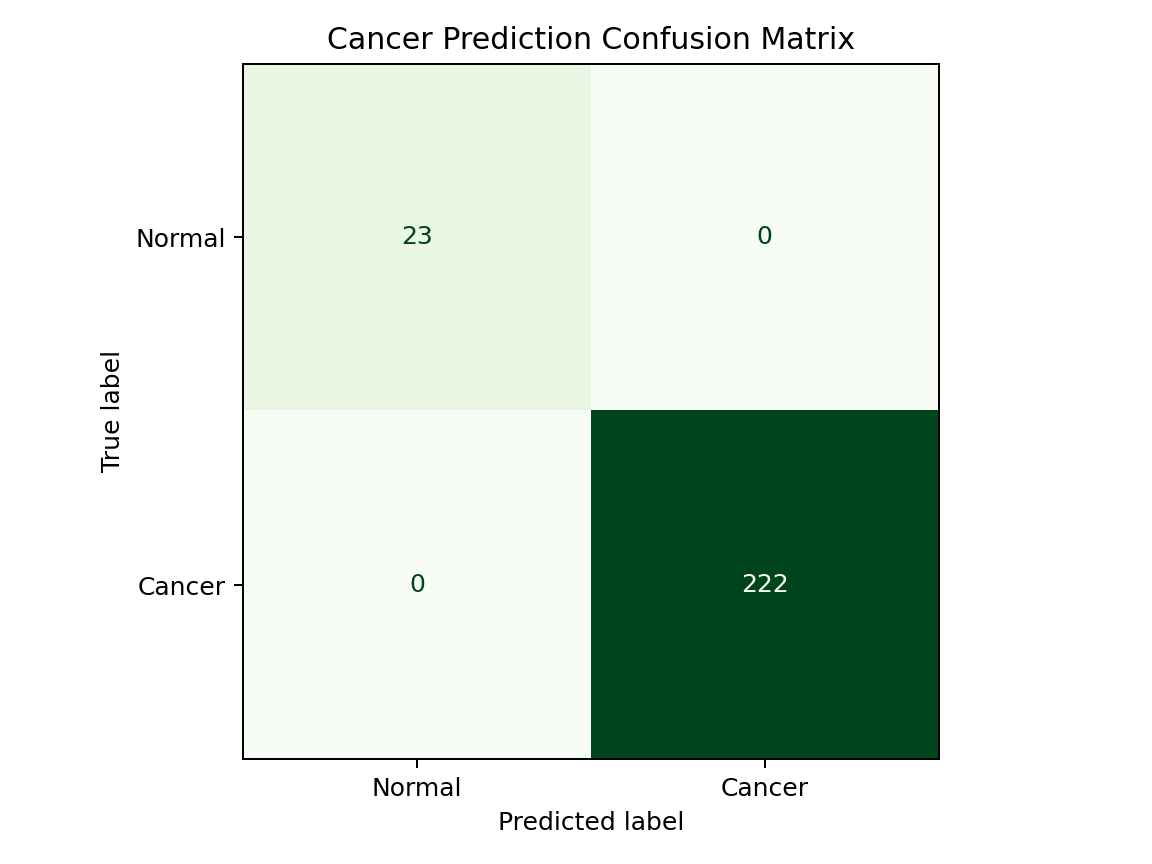 Cancer Prediction Confusion Matrix
Normal
23
0
True label
Cancer
0
222
Normal
Cancer
Predicted label